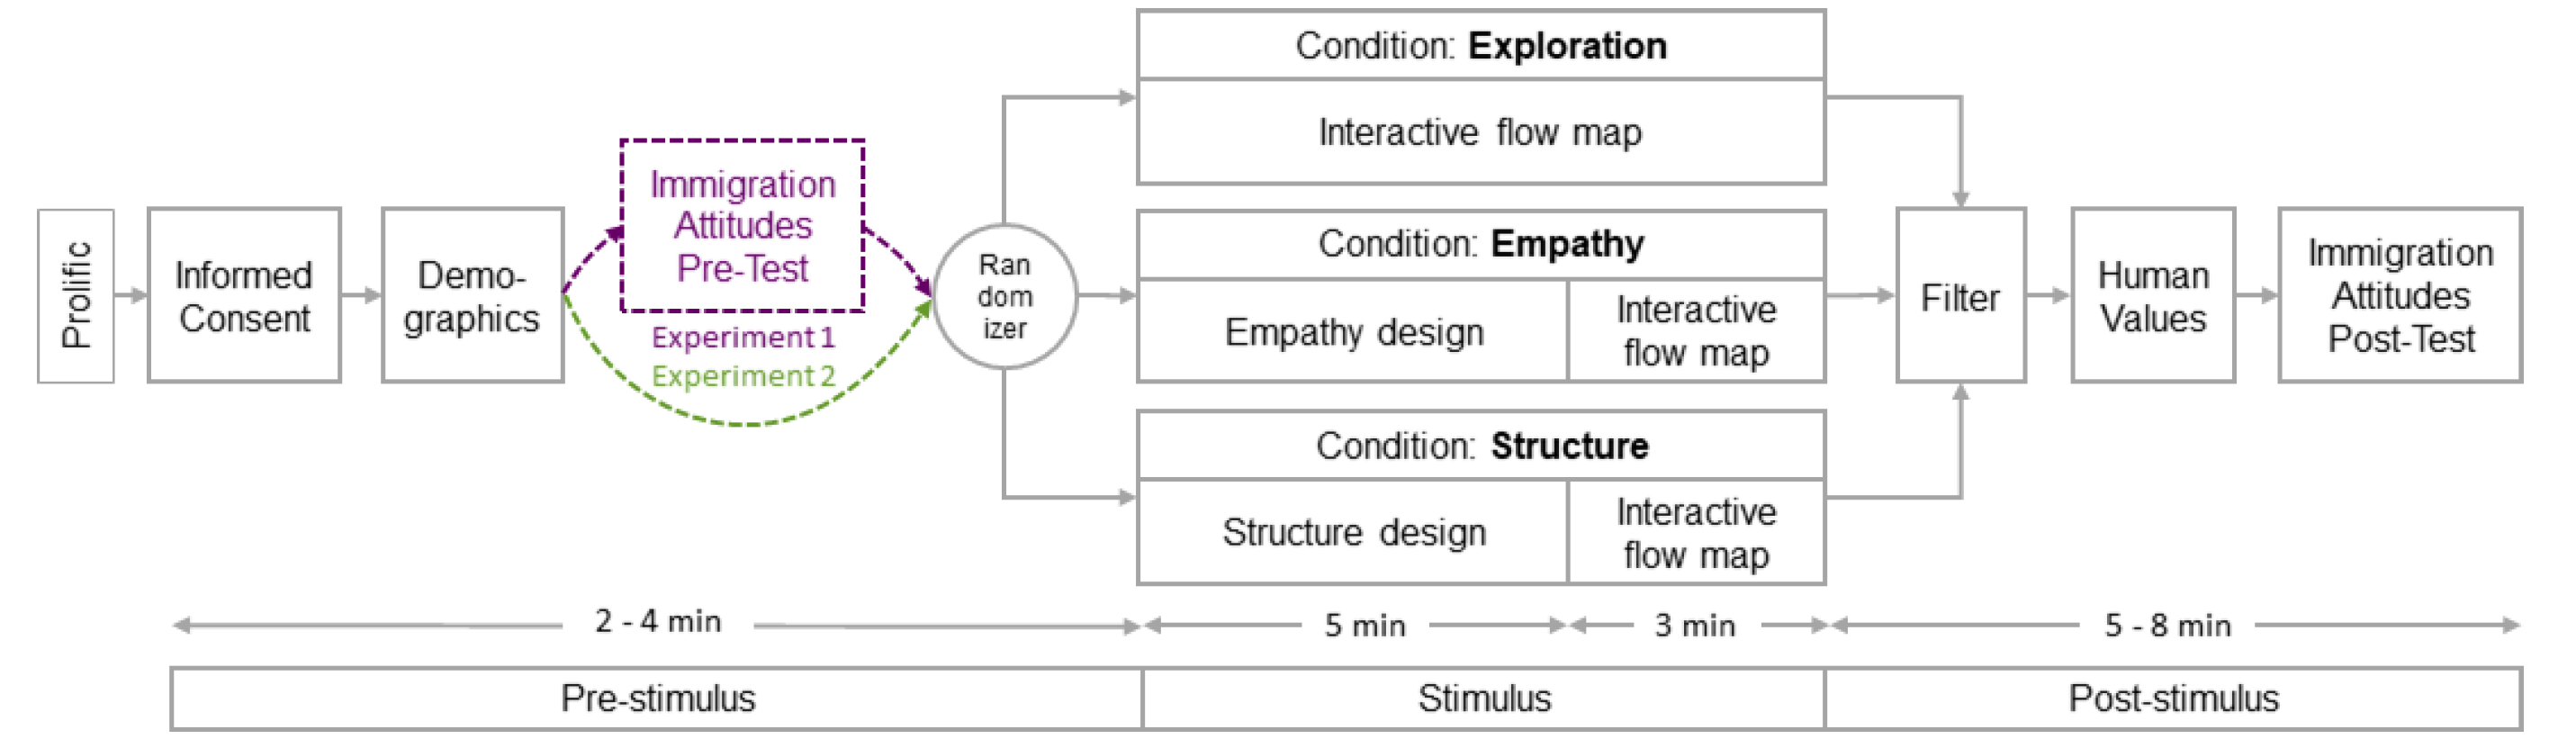 Prolific
Informed
Consent
Demo-
graphics
Immigration
Attitudes
Pre-Test
Experiment 1
Experiment 2
Ran
dom
izer
Condition: Exploration
Interactive flow map
Condition: Empathy
Empathy design
Interactive
flow map
Condition: Structure
Structure design
Interactive
flow map
Filter
Human
Values
Immigration
Attitudes
Post-Test
2 - 4 min
5 min
3 min
5 - 8 min
Pre-stimulus
Stimulus
Post-stimulus